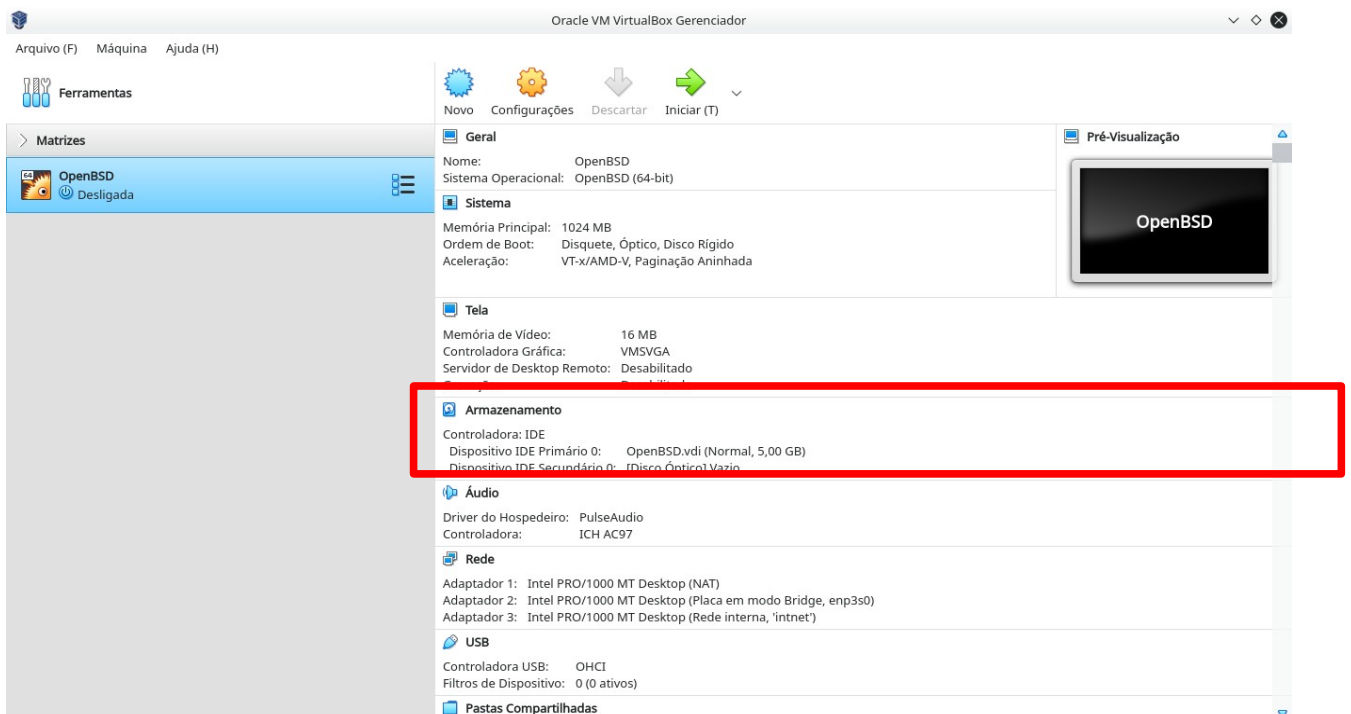 Oracle VM VirtualBox Gerenciador
Arquivo (F) Máquina Ajuda (H)
Ferramentas
Novo Configurações Descartar Iniciar (T)
Matrizes
64
OpenBSD
Desligada
Geral
Nome: OpenBSD
Sistema Operacional: OpenBSD (64-bit)
Sistema
Memória Principal: 1024 MB
Ordem de Boot: Disquete, Óptico, Disco Rígido
Aceleração: VT-x/AMD-V, Paginação Aninhada
Pré-Visualização
OpenBSD
Tela
Memória de Vídeo: 16 MB
Controladora Gráfica: VMSVGA
Servidor de Desktop Remoto: Desabilitado
Armazenamento
Controladora: IDE
Dispositivo IDE Primário 0: OpenBSD.vdi (Normal, 5,00 GB)
Dispositivo IDE Secundário 0: [Disco Óptico] Vazio
Áudio
Driver do Hospedeiro: PulseAudio
Controladora: ICH AC97
Rede
Adaptador 1: Intel PRO/1000 MT Desktop (NAT)
Adaptador 2: Intel PRO/1000 MT Desktop (Placa em modo Bridge, enp3s0)
Adaptador 3: Intel PRO/1000 MT Desktop (Rede interna, 'intnet')
USB
Controladora USB: OHCI
Filtros de Dispositivo: 0 (0 ativos)
Pastas Compartilhadas